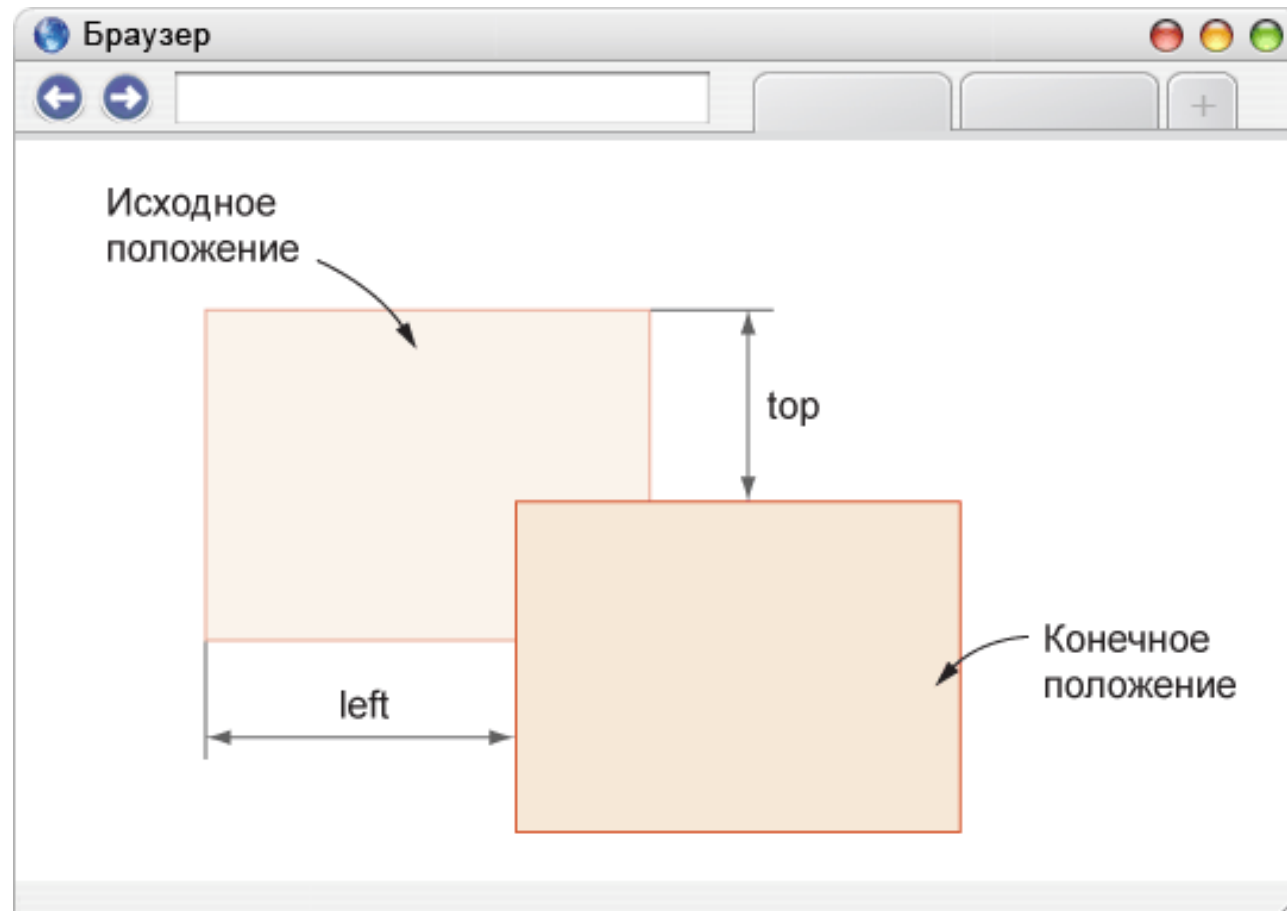 Браузер
+
Исходное
положение
top
left
Конечное
положение